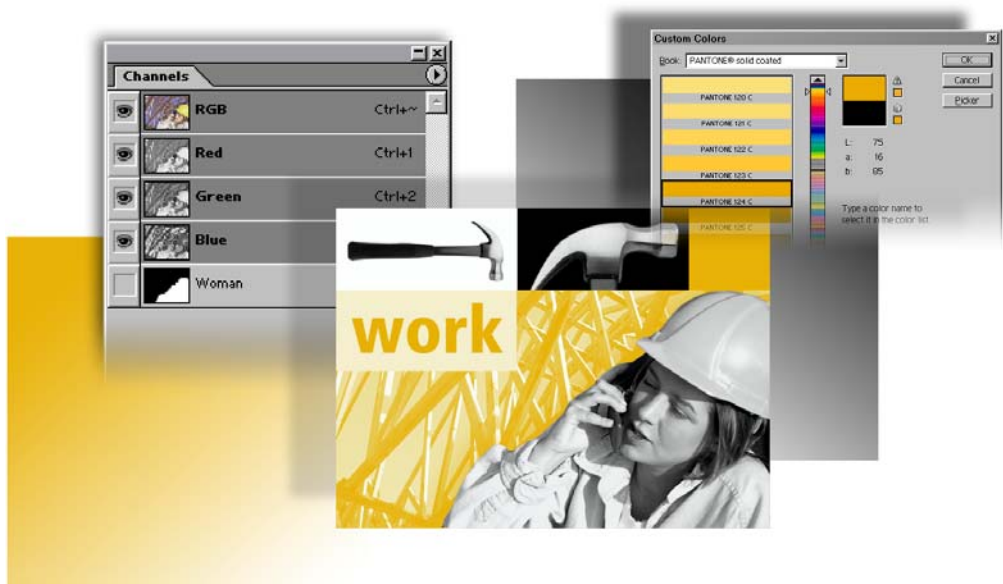 Channels
RGB Ctrl+~
Red Ctrl+1
Green Ctrl+2
Blue
Woman
Custom Colors
Book: PANTONE® solid coated
OK
Cancel
Picker
PANTONE 120 C
PANTONE 121 C
PANTONE 122 C
PANTONE 123 C
PANTONE 124 C
PANTONE 125 C
L: 75
a: 16
b: 85
Type a color name to
select it in the color list.
work